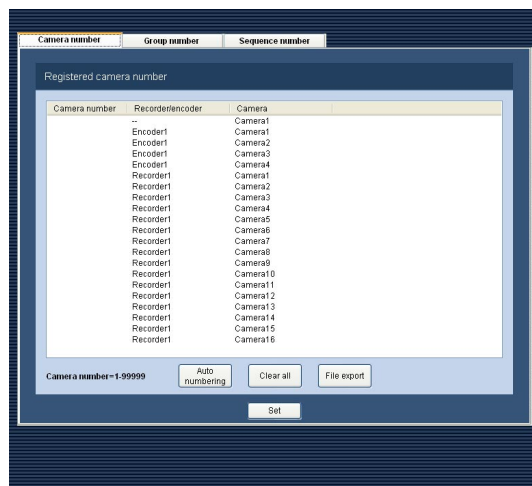 Camera number Group number Sequence number
Registered camera number
Camera number Recorder/encoder Camera
-- Camera1
Encoder1 Camera1
Encoder1 Camera2
Encoder1 Camera3
Encoder1 Camera4
Recorder1 Camera1
Recorder1 Camera2
Recorder1 Camera3
Recorder1 Camera4
Recorder1 Camera5
Recorder1 Camera6
Recorder1 Camera7
Recorder1 Camera8
Recorder1 Camera9
Recorder1 Camera10
Recorder1 Camera11
Recorder1 Camera12
Recorder1 Camera13
Recorder1 Camera14
Recorder1 Camera15
Recorder1 Camera16
Camera number=1-99999
Auto
numbering
Clear all
File export
Set